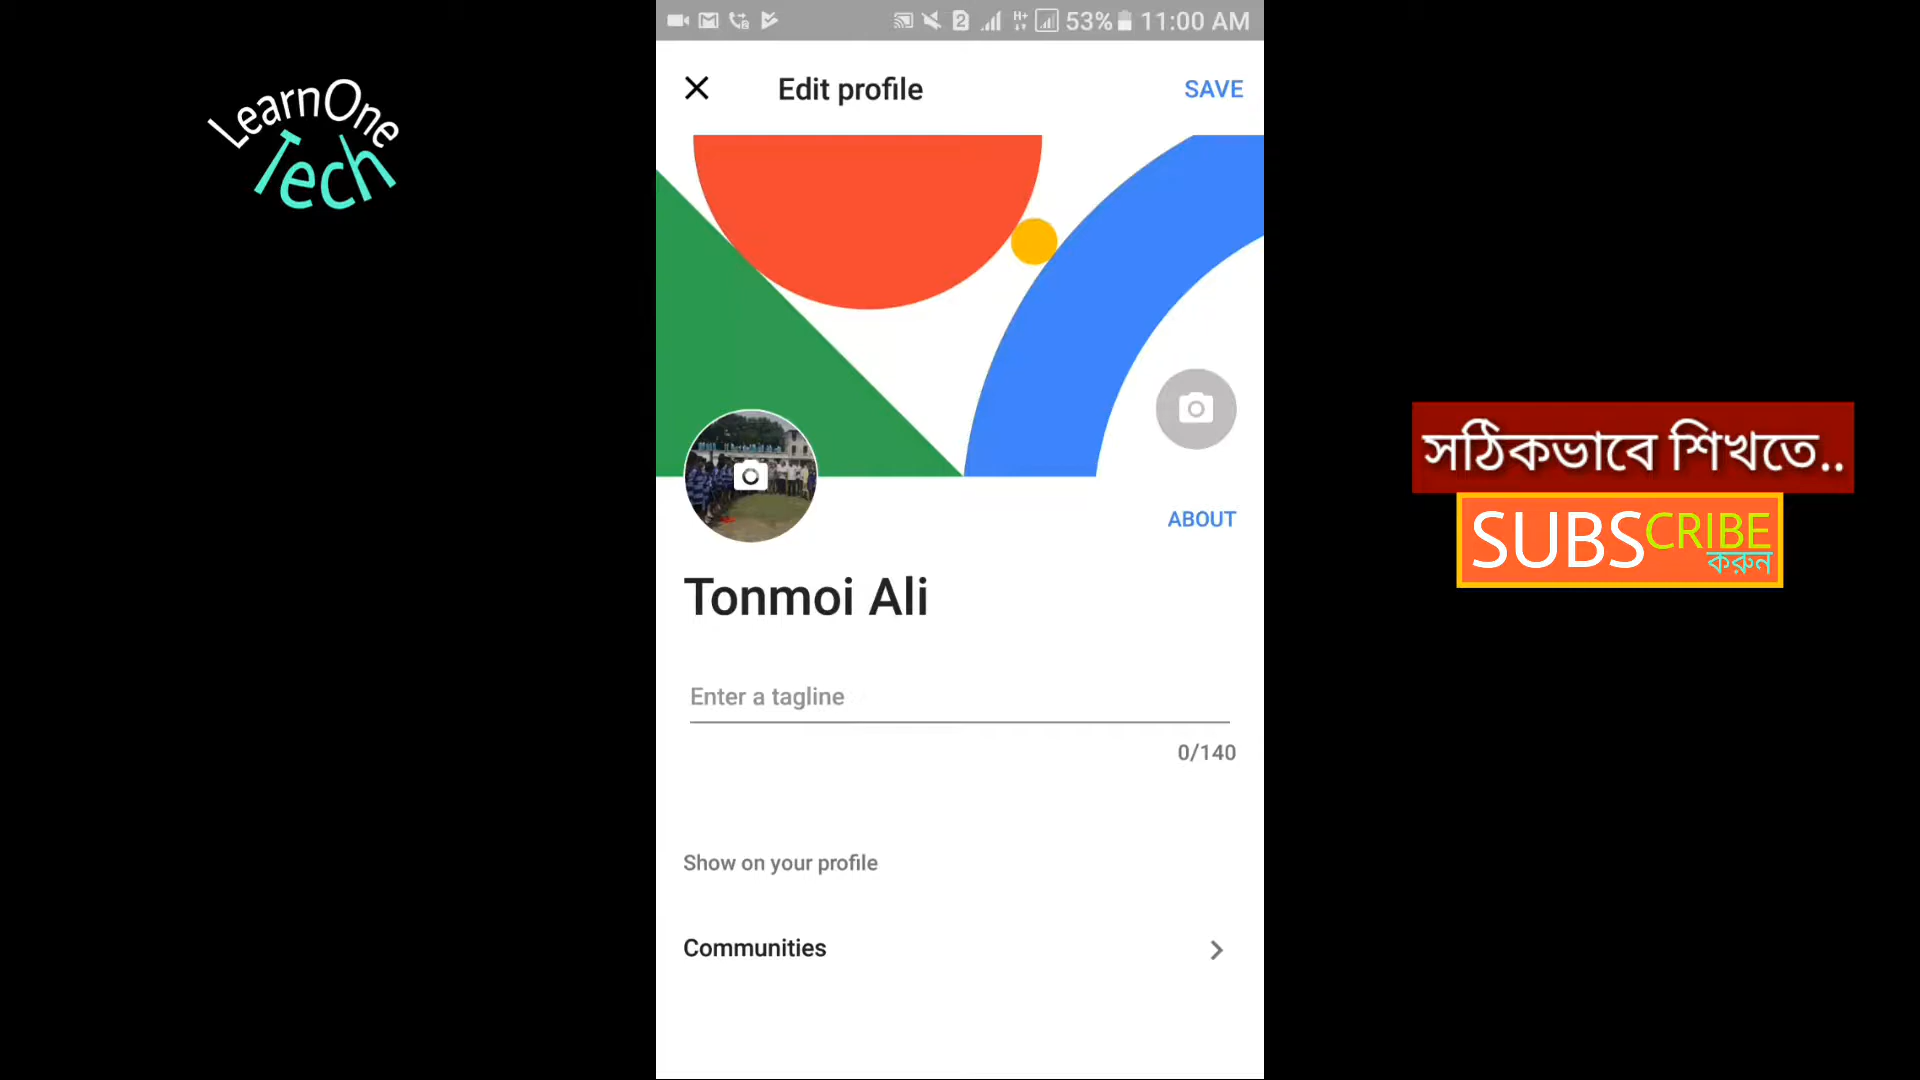 53% 11:00 AM
Edit profile
SAVE
LearnOne
Tech
ABOUT
Tonmoi Ali
Enter a tagline
0/140
Show on your profile
Communities
সঠিকভাবে শিখতে..
SUBSCRIBE
করুন